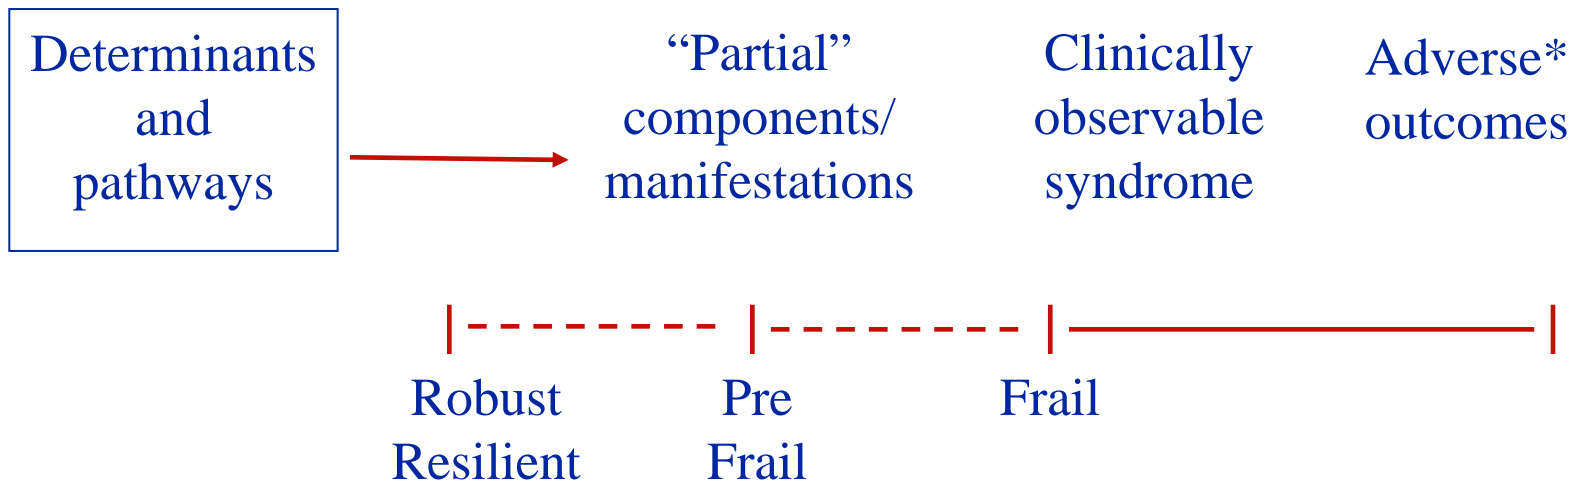 Determinants
and
pathways
“Partial”
components/
manifestations
Clinically
observable
syndrome
Adverse*
outcomes
Robust
Resilient
Pre
Frail
Frail